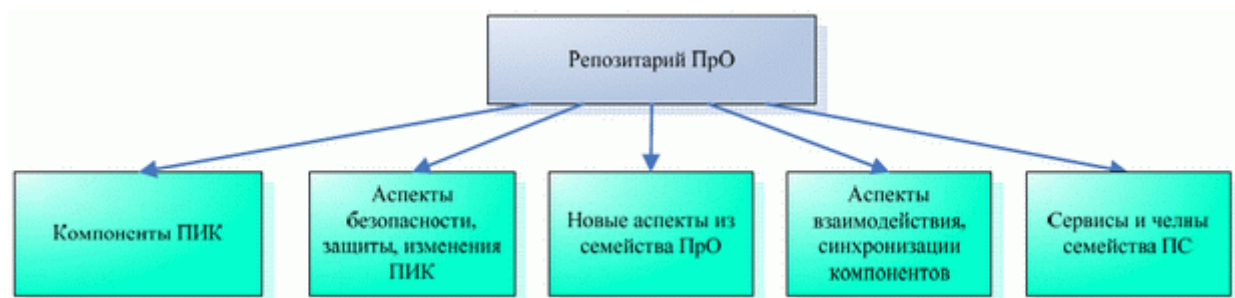 Репозитарий ПрО
Компоненты ПИК
Аспекты
безопасности,
защиты, изменения
ПИК
Новые аспекты из
семейства ПрО
Аспекты
взаимодействия,
синхронизации
компонентов
Сервисы и челвы
семейства ПС